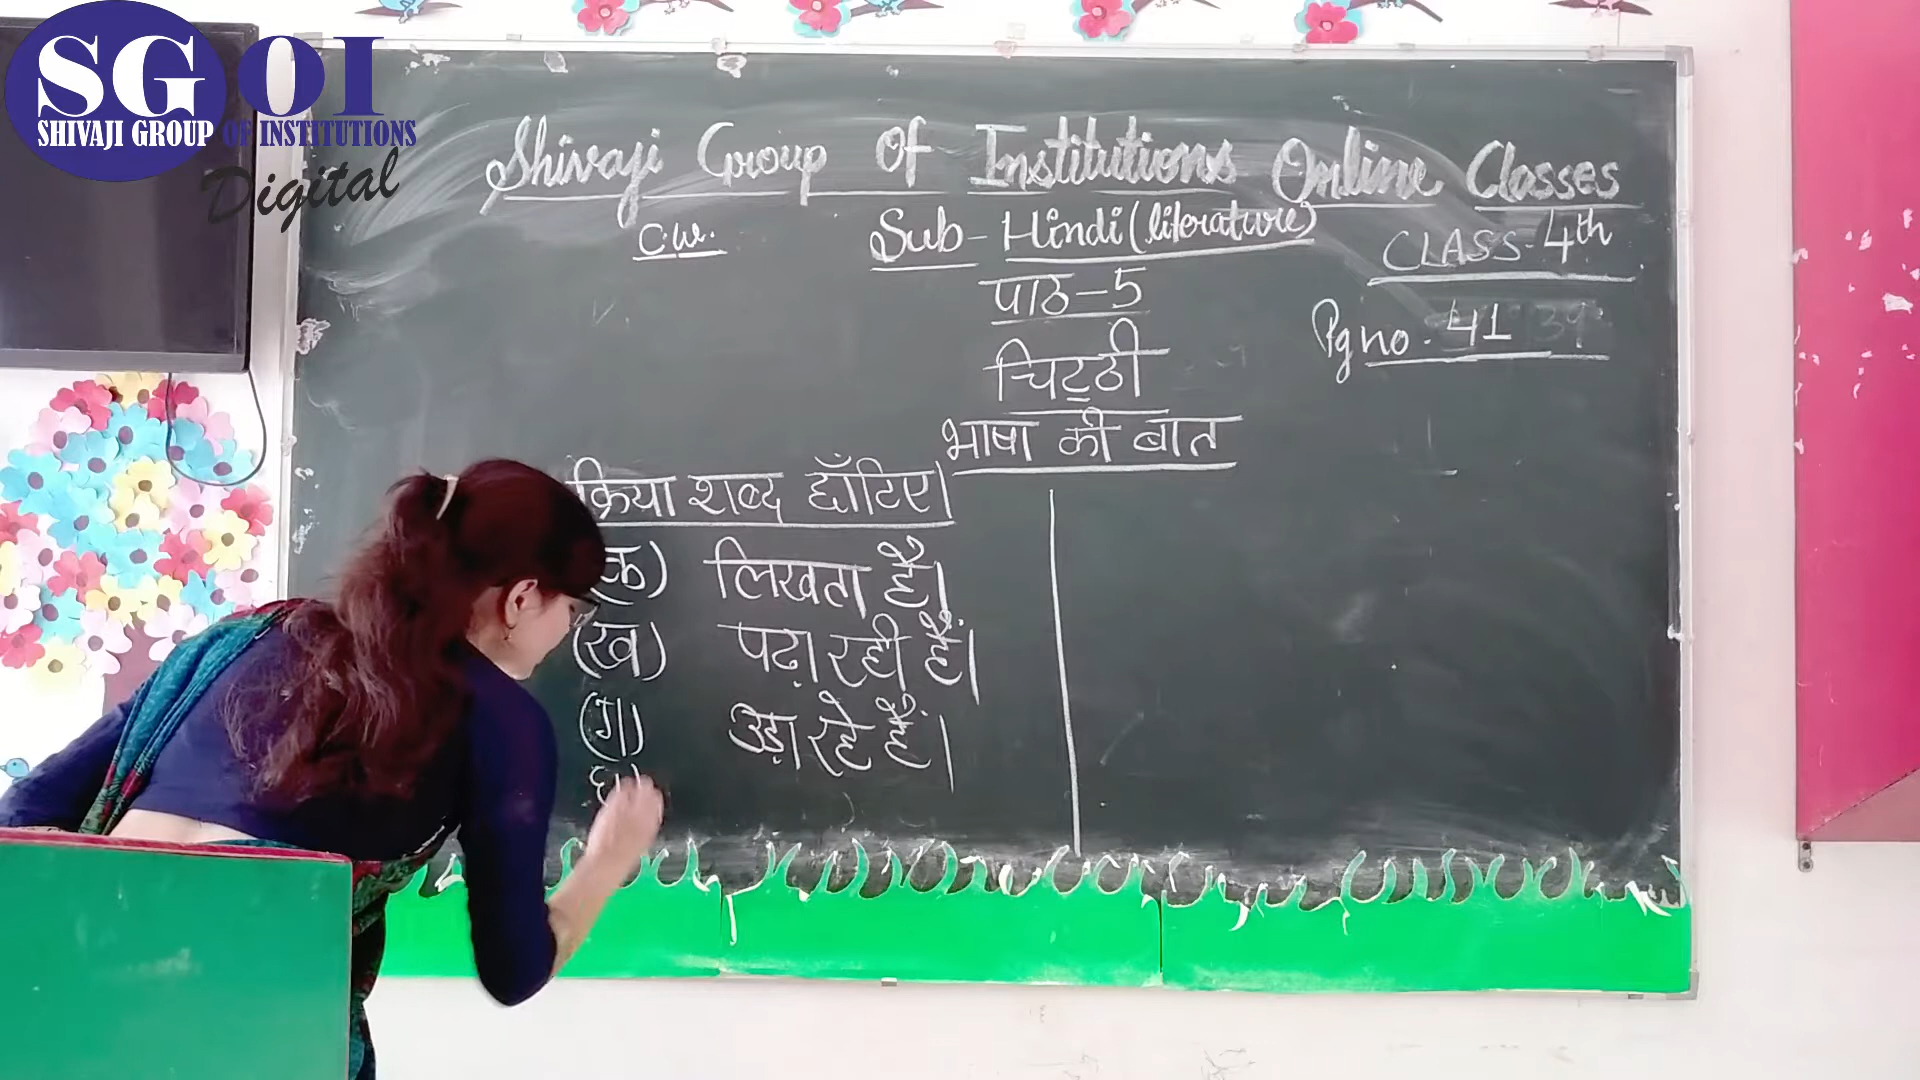 SGOI
SHIVAJI GROUP OF INSTITUTIONS
Digital
Shivaji Group Of Institutions Online Classes
C.W.
Sub- Hindi (literature)
CLASS-4th
पाठ-5
Pg no. 41 39
चिट्ठी
भाषा की बात
क्रिया शब्द छाँटिए।
(क) लिखता है।
(ख) पढ़ा रही हैं।
(ग) उड़ा रहे हैं।
(घ)